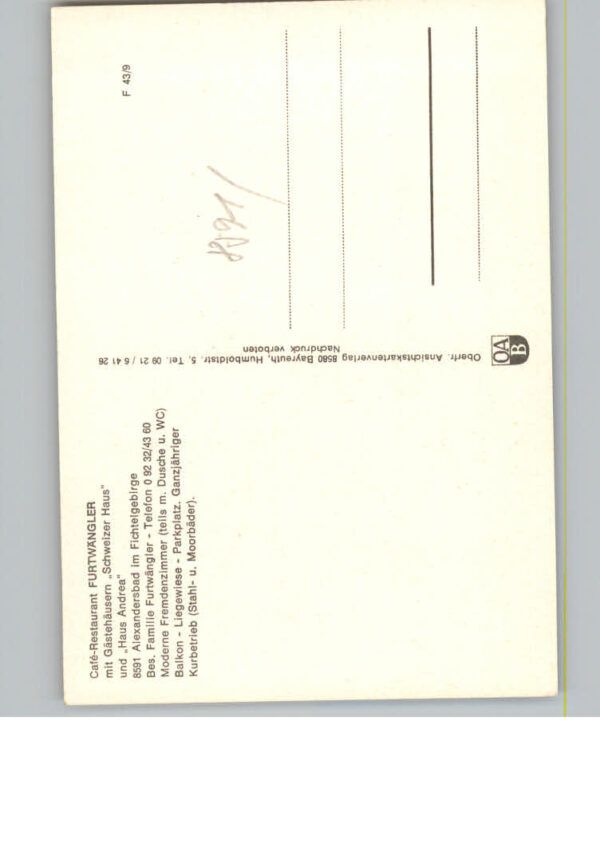 Café-Restaurant FURTWÄNGLER
mit Gästehäusern „Schweizer Haus"
und „Haus Andrea"
8591 Alexandersbad im Fichtelgebirge
Bes. Familie Furtwängler - Telefon 0 92 32/43 60
Moderne Fremdenzimmer (teils m. Dusche u. WC)
Balkon - Liegewiese - Parkplatz. Ganzjähriger
Kurbetrieb (Stahl- u. Moorbäder).
Oberfr. Ansichtskartenverlag 8580 Bayreuth, Humboldtstr. 5, Tel. 09 21 / 6 41 26
Nachdruck verboten
OA
B
F 43/9
8591/